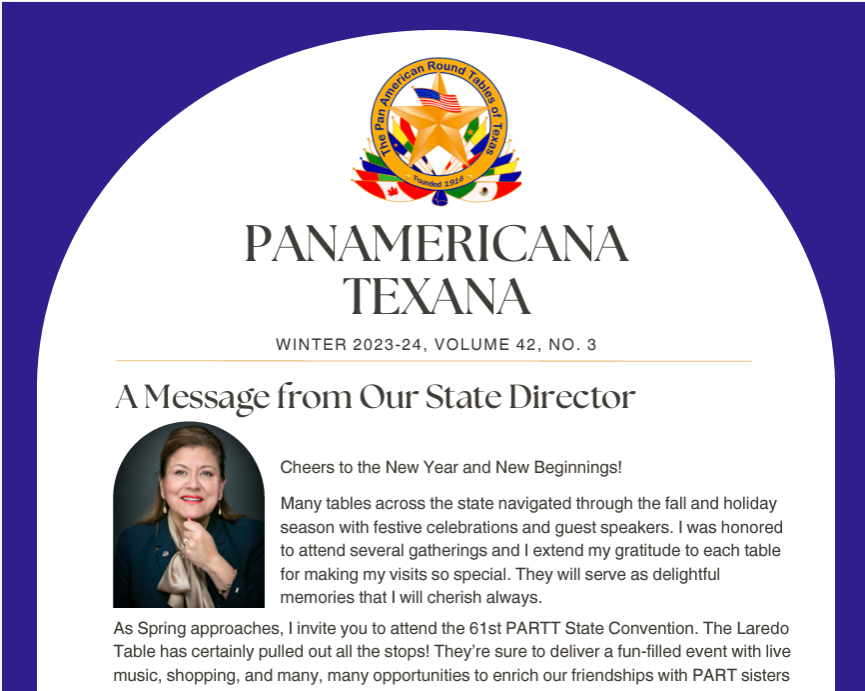 The Pan American Round Tables of Texas
Founded 1916
PANAMERICANA
TEXANA
WINTER 2023-24, VOLUME 42, NO. 3
A Message from Our State Director
Cheers to the New Year and New Beginnings!
Many tables across the state navigated through the fall and holiday
season with festive celebrations and guest speakers. I was honored
to attend several gatherings and I extend my gratitude to each table
for making my visits so special. They will serve as delightful
memories that I will cherish always.
As Spring approaches, I invite you to attend the 61st PARTT State Convention. The Laredo
Table has certainly pulled out all the stops! They’re sure to deliver a fun-filled event with live
music, shopping, and many, many opportunities to enrich our friendships with PART sisters